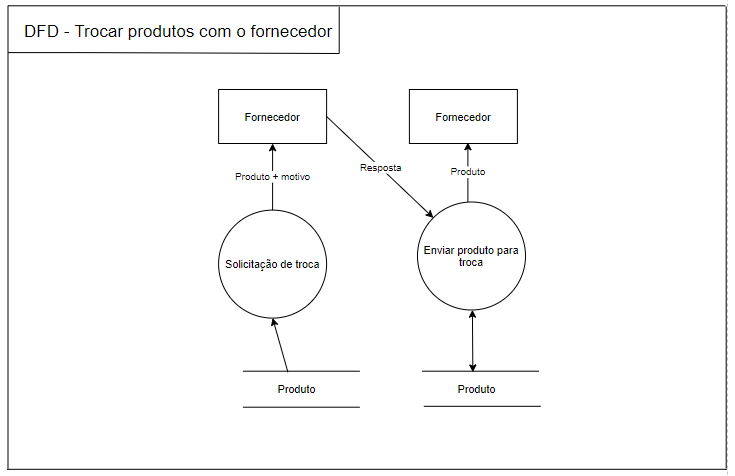 DFD - Trocar produtos com o fornecedor
Fornecedor
Fornecedor
Produto + motivo
Resposta
Produto
Solicitação de troca
Enviar produto para
troca
Produto
Produto